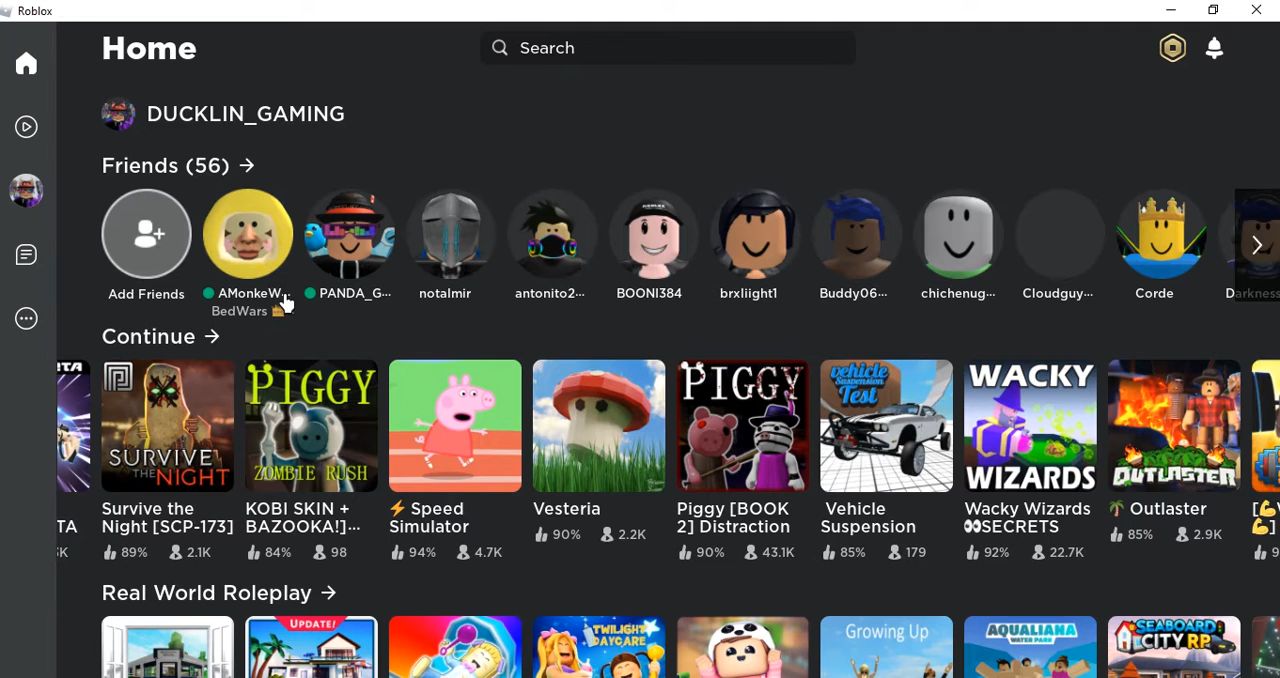 Roblox
Home
Search
DUCKLIN_GAMING
Friends (56) →
Add Friends
AMonkeW...
BedWars
PANDA_G...
notalmir
antonito2...
BOONI384
brxliight1
Buddy06...
chichenug...
Cloudguy...
Corde
Darkness
Continue →
SURVIVE THE NIGHT
PIGGY
ZOMBIE RUSH
PIGGY
vehicle
Suspension
Test
WACKY
WIZARDS
OUTLASTER
TA
Survive the
Night [SCP-173]
89% 2.1K
KOBI SKIN +
BAZOOKA!]...
84% 98
⚡ Speed
Simulator
94% 4.7K
Vesteria
90% 2.2K
Piggy [BOOK
2] Distraction
90% 43.1K
Vehicle
Suspension
85% 179
Wacky Wizards
👀SECRETS
92% 22.7K
🌴 Outlaster
85% 2.9K
Real World Roleplay →
UPDATE!
TWILIGHT
DAYCARE
Growing Up
AQUALIANA
WATER PARK
SEABOARD
CITY RP